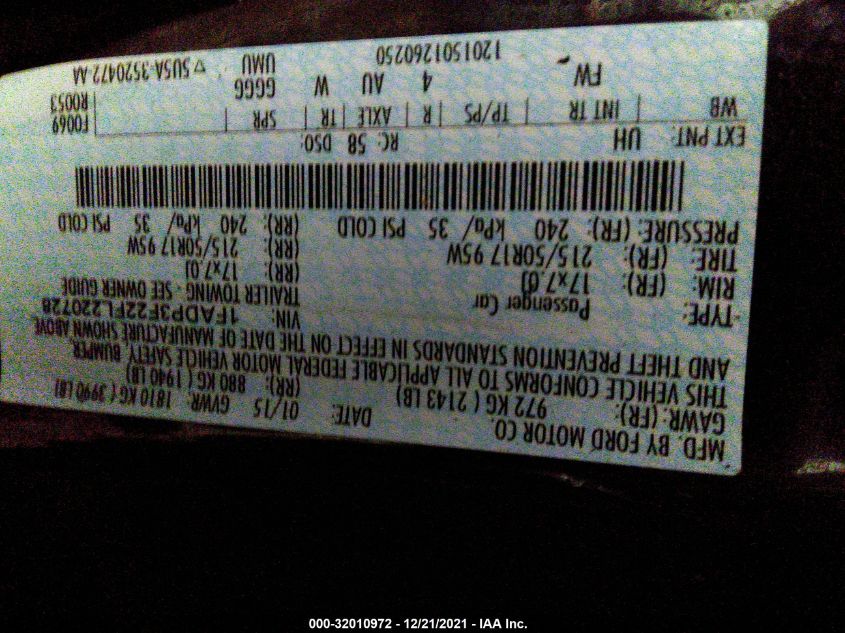 MFD. BY FORD MOTOR CO.
DATE: 01/15 GVWR: 1810 KG ( 3990 LB)
GAWR: (FR): 972 KG ( 2143 LB) (RR): 880 KG ( 1940 LB)
THIS VEHICLE CONFORMS TO ALL APPLICABLE FEDERAL MOTOR VEHICLE SAFETY, BUMPER,
AND THEFT PREVENTION STANDARDS IN EFFECT ON THE DATE OF MANUFACTURE SHOWN ABOVE.
VIN: 1FADP3F22FL220728
TYPE: Passenger Car
TRAILER TOWING - SEE OWNER GUIDE
RIM: (FR): 17x7.0J (RR): 17x7.0J
TIRE: (FR): 215/50R17 95W (RR): 215/50R17 95W
PRESSURE: (FR): 240 kPa/ 35 PSI COLD (RR): 240 kPa/ 35 PSI COLD
EXT PNT: UH RC: 58 DSO: F0069
R0053
WB | INT TR | TP/PS | R | AXLE | TR | SPR
FW 4 AU W GGGG
UMU
1201501260250 ▽ 5U5A-3520472-AA
000-32010972 - 12/21/2021 - IAA Inc.